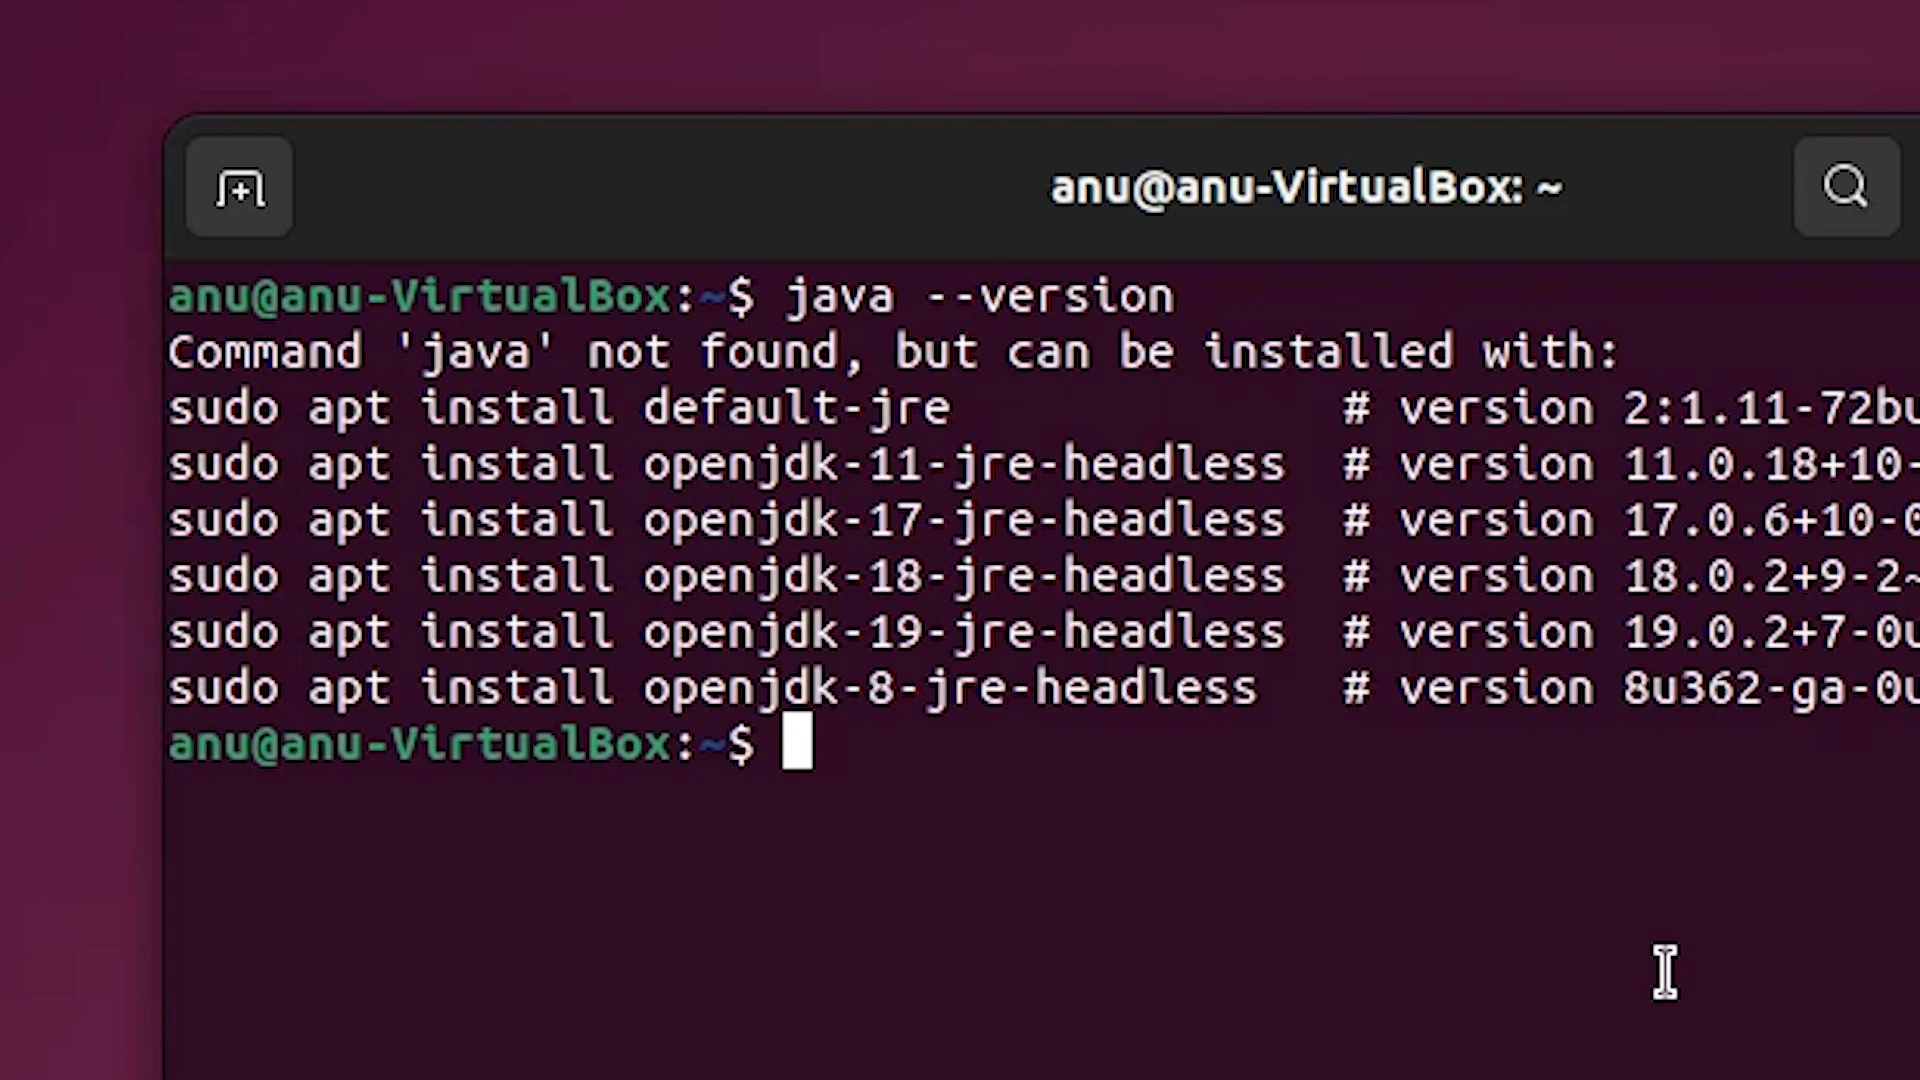 anu@anu-VirtualBox: ~
anu@anu-VirtualBox:~$ java --version
Command 'java' not found, but can be installed with:
sudo apt install default-jre              # version 2:1.11-72bu
sudo apt install openjdk-11-jre-headless  # version 11.0.18+10-
sudo apt install openjdk-17-jre-headless  # version 17.0.6+10-0
sudo apt install openjdk-18-jre-headless  # version 18.0.2+9-2~
sudo apt install openjdk-19-jre-headless  # version 19.0.2+7-0u
sudo apt install openjdk-8-jre-headless   # version 8u362-ga-0u
anu@anu-VirtualBox:~$